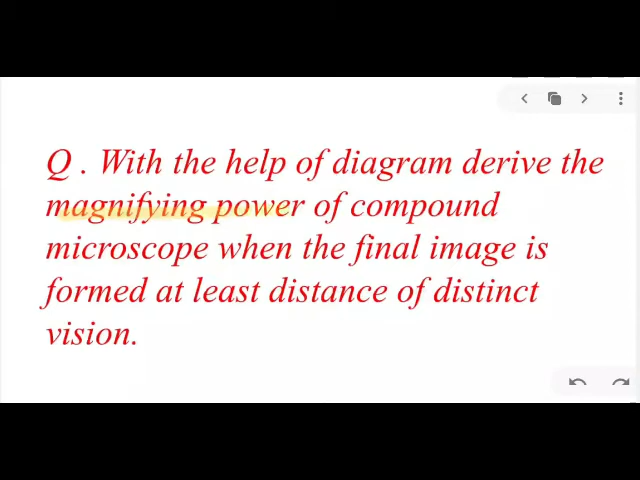 Q . With the help of diagram derive the
magnifying power of compound
microscope when the final image is
formed at least distance of distinct
vision.